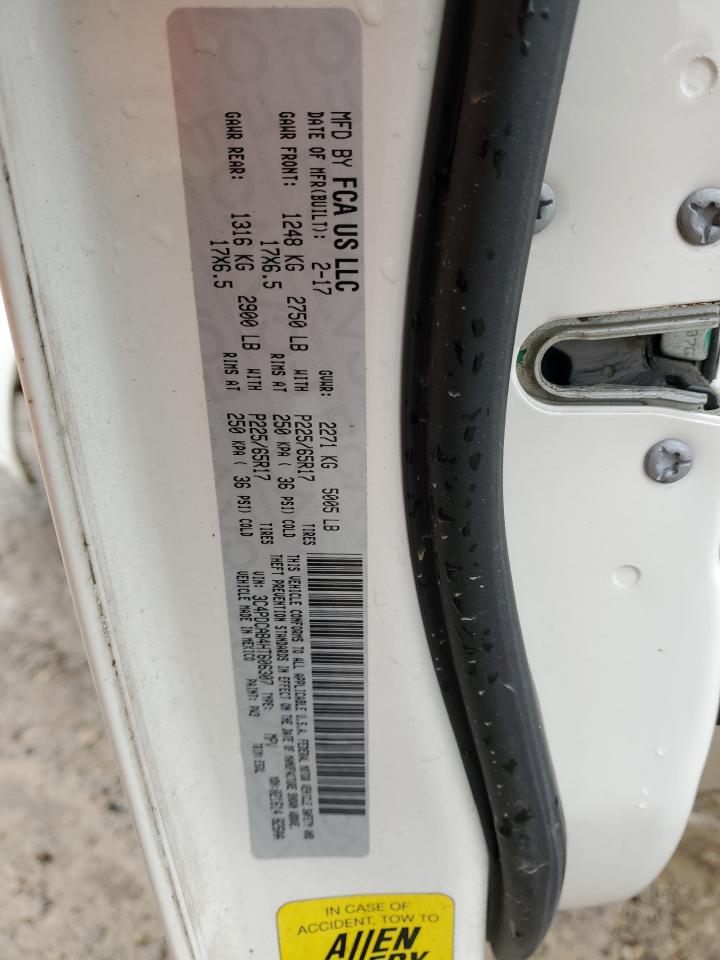 MFD BY FCA US LLC
DATE OF MFR(BUILT): 2-17 GVWR: 2271 KG 5005 LB
GAWR FRONT: 1248 KG 2750 LB WITH P225/65R17 TIRES
17X6.5 RIMS AT 250 KPA ( 36 PSI) COLD
GAWR REAR: 1316 KG 2900 LB WITH P225/65R17 TIRES
17X6.5 RIMS AT 250 KPA ( 36 PSI) COLD
THIS VEHICLE CONFORMS TO ALL APPLICABLE U.S.A. FEDERAL MOTOR VEHICLE SAFETY AND
THEFT PREVENTION STANDARDS IN EFFECT ON THE DATE OF MANUFACTURE SHOWN ABOVE.
VIN: 3C4PDCAB4HT606307 TYPE: MPV
VEHICLE MADE IN MEXICO PAINT: PW3
IN CASE OF
ACCIDENT, TOW TO